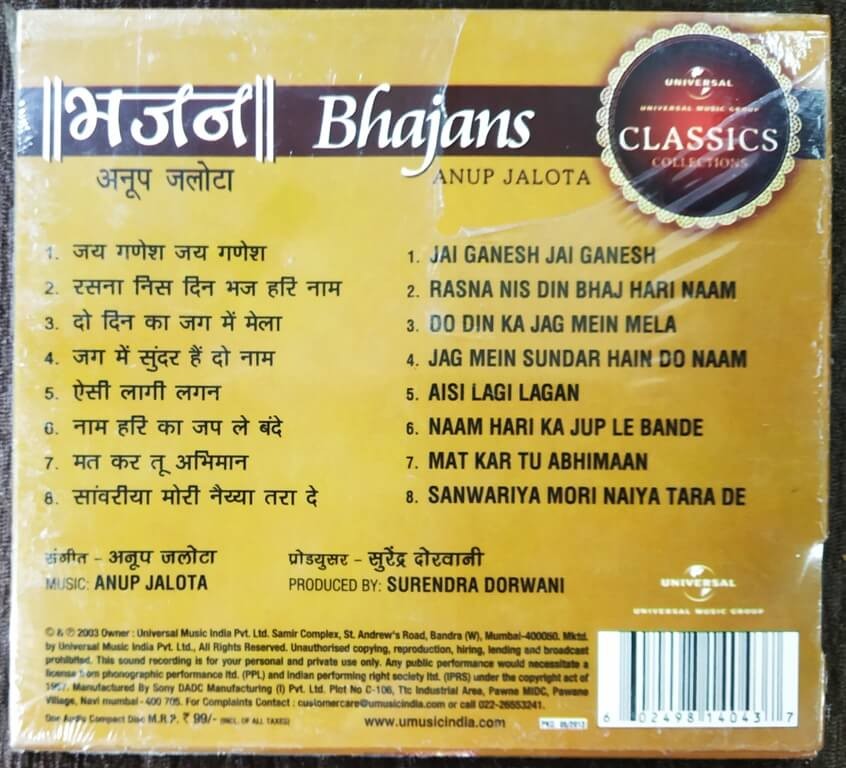 ||भजन|| Bhajans
अनूप जलोटा ANUP JALOTA
UNIVERSAL
UNIVERSAL MUSIC GROUP
CLASSICS
COLLECTIONS
1. जय गणेश जय गणेश
2. रसना निस दिन भज हरि नाम
3. दो दिन का जग में मेला
4. जग में सुंदर हैं दो नाम
5. ऐसी लागी लगन
6. नाम हरि का जप ले बंदे
7. मत कर तू अभिमान
8. सांवरीया मोरी नैय्या तरा दे
1. JAI GANESH JAI GANESH
2. RASNA NIS DIN BHAJ HARI NAAM
3. DO DIN KA JAG MEIN MELA
4. JAG MEIN SUNDAR HAIN DO NAAM
5. AISI LAGI LAGAN
6. NAAM HARI KA JUP LE BANDE
7. MAT KAR TU ABHIMAAN
8. SANWARIYA MORI NAIYA TARA DE
संगीत – अनूप जलोटा
MUSIC: ANUP JALOTA
प्रोडयुसर – सुरेंद्र दोरवानी
PRODUCED BY: SURENDRA DORWANI
UNIVERSAL
UNIVERSAL MUSIC GROUP
© & ℗ 2003 Owner : Universal Music India Pvt. Ltd. Samir Complex, St. Andrew's Road, Bandra (W), Mumbai-400050. Mktd.
by Universal Music India Pvt. Ltd., All Rights Reserved. Unauthorised copying, reproduction, hiring, lending and broadcast
prohibited. This sound recording is for your personal and private use only. Any public performance would necessitate a
license from phonographic performance ltd. (PPL) and indian performing right society ltd. (IPRS) under the copyright act of
1957. Manufactured By Sony DADC Manufacturing (I) Pvt. Ltd. Plot No C-106, Ttc Industrial Area, Pawne MIDC, Pawane
Village, Navi mumbai - 400 705. For Complaints Contact : customercare@umusicindia.com or call 022-26553241.
One Audio Compact Disc M.R.P. ₹ 99/- (INCL. OF ALL TAXES) www.umusicindia.com PKD. 05/2012
6 02498 14043 7